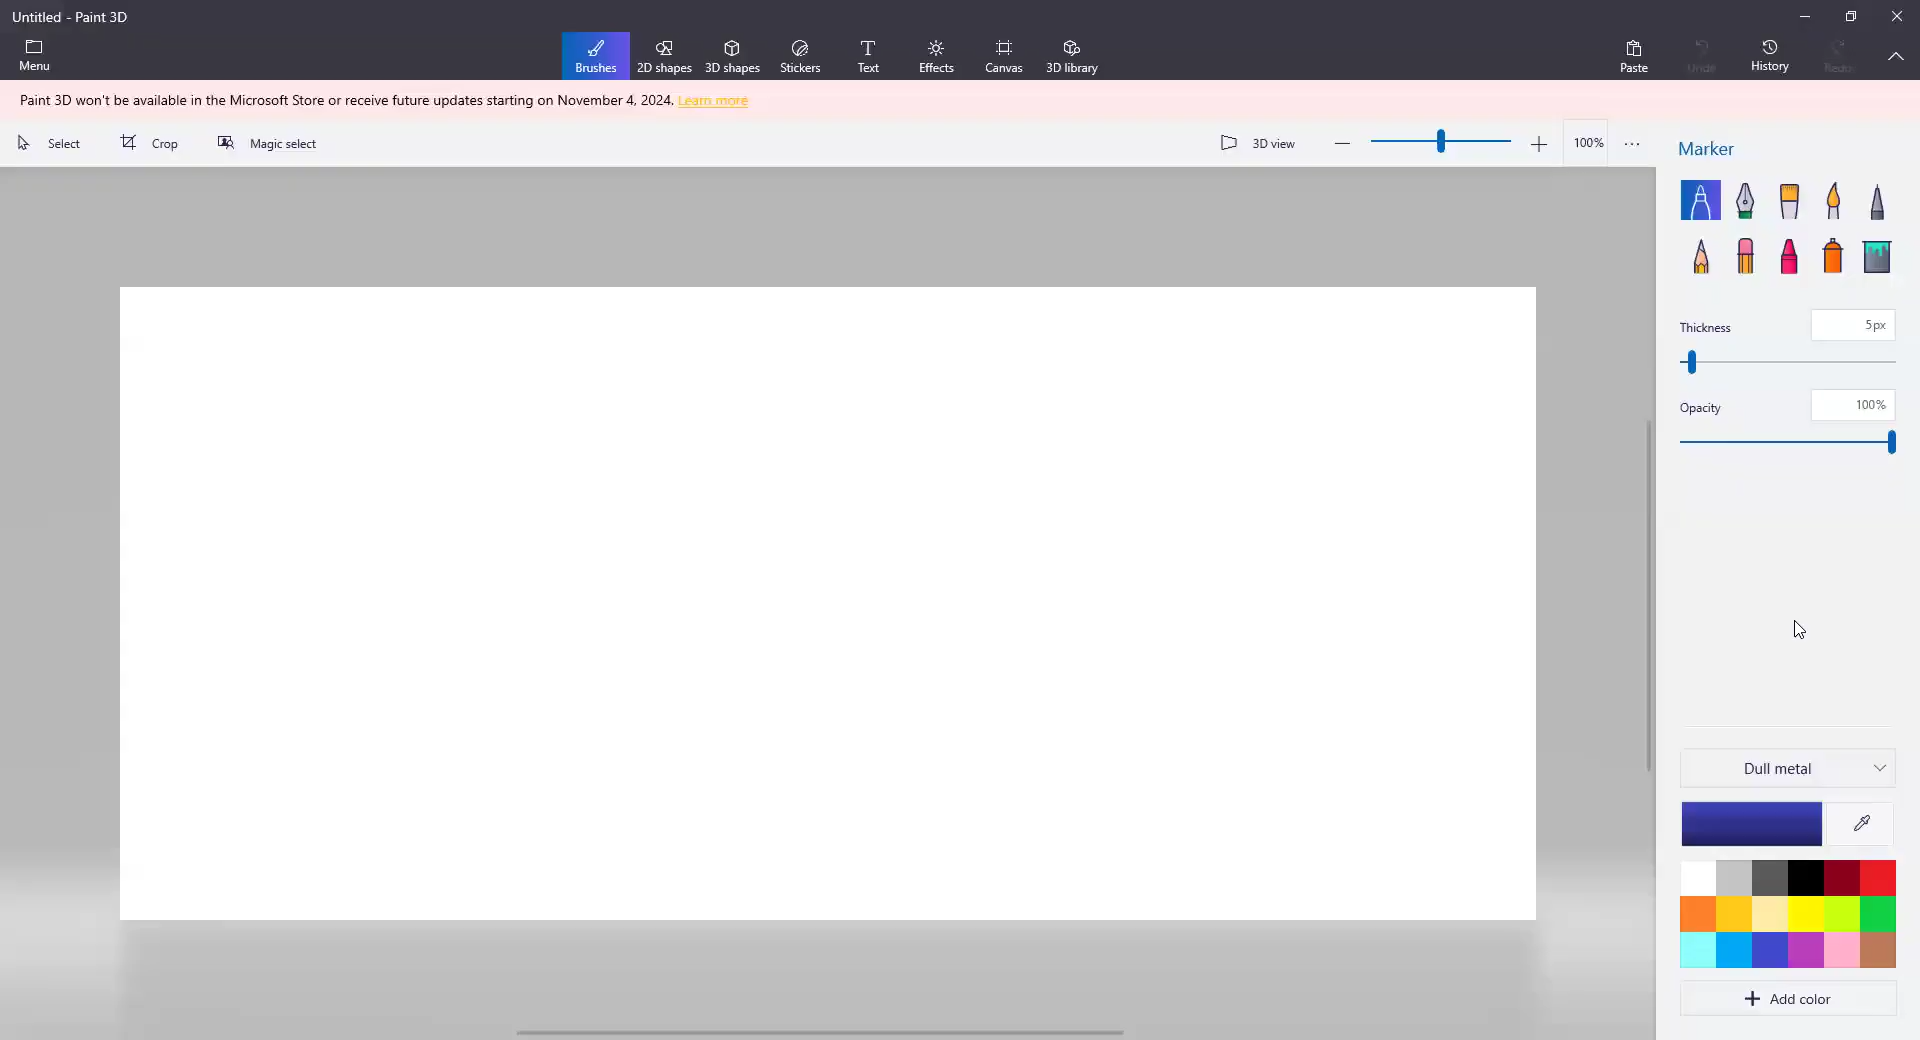 Untitled - Paint 3D
Menu
Brushes
2D shapes
3D shapes
Stickers
Text
Effects
Canvas
3D library
Paste
Undo
History
Redo
Paint 3D won't be available in the Microsoft Store or receive future updates starting on November 4, 2024. Learn more
Select
Crop
Magic select
3D view
100%
Marker
Thickness
5px
Opacity
100%
Dull metal
Add color